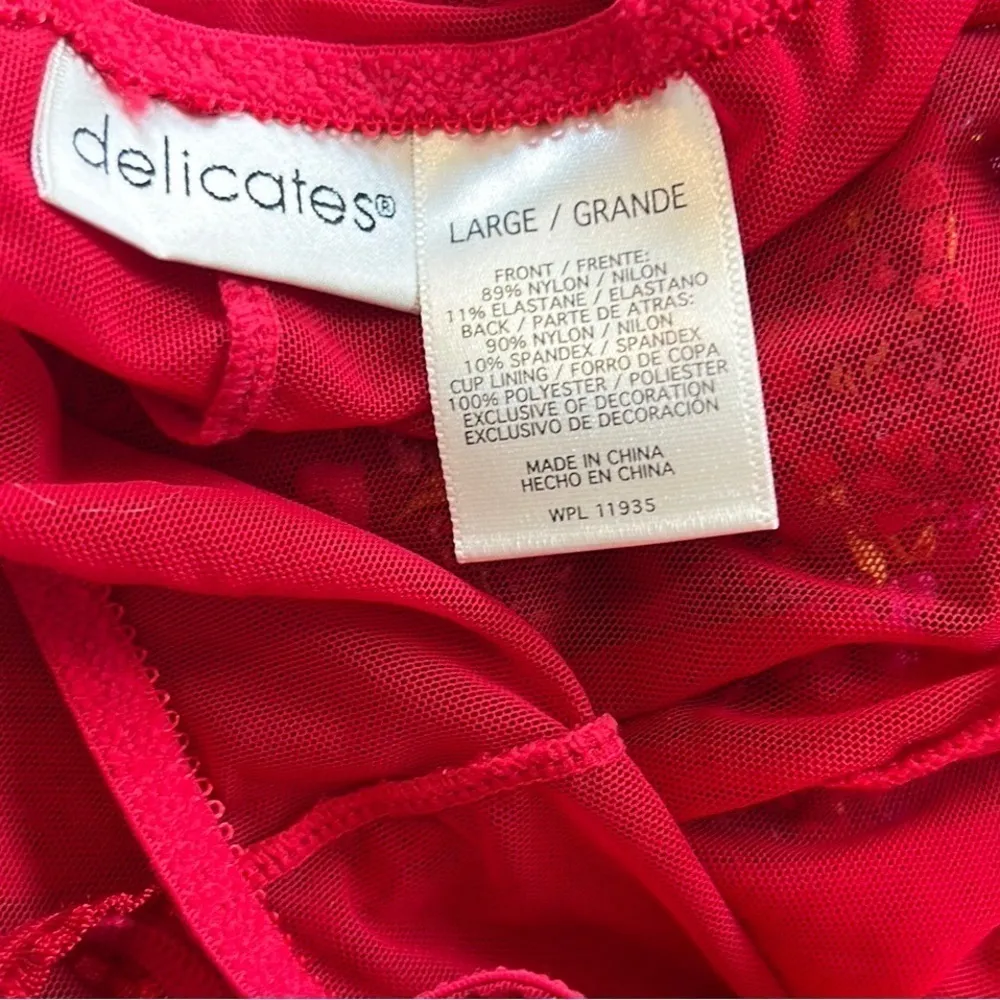 delicates®
LARGE / GRANDE
FRONT / FRENTE:
89% NYLON / NILON
11% ELASTANE / ELASTANO
BACK / PARTE DE ATRAS:
90% NYLON / NILON
10% SPANDEX / SPANDEX
CUP LINING / FORRO DE COPA
100% POLYESTER / POLIESTER
EXCLUSIVE OF DECORATION
EXCLUSIVO DE DECORACIÓN
MADE IN CHINA
HECHO EN CHINA
WPL 11935